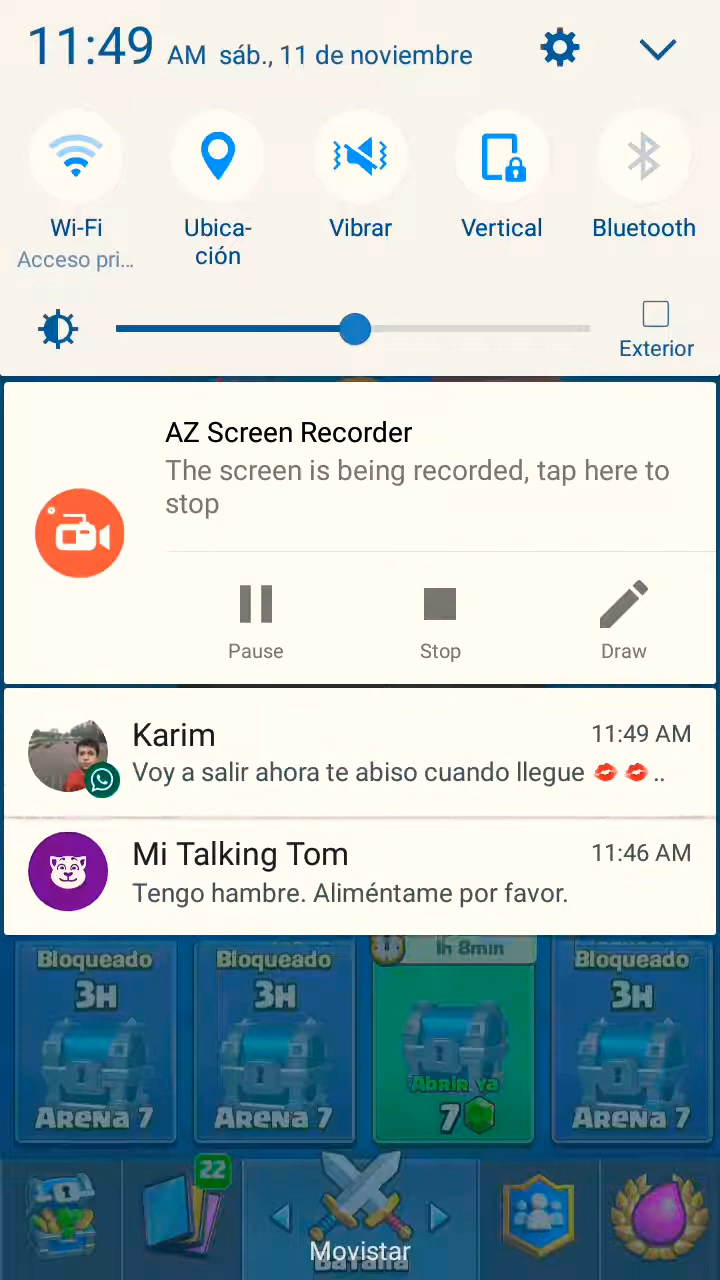 11:49 AM sáb., 11 de noviembre
Wi-Fi
Acceso pri...
Ubica-
ción
Vibrar
Vertical
Bluetooth
Exterior
AZ Screen Recorder
The screen is being recorded, tap here to
stop
Pause
Stop
Draw
Karim
11:49 AM
Voy a salir ahora te abiso cuando llegue 💋 💋 ..
Mi Talking Tom
11:46 AM
Tengo hambre. Aliméntame por favor.
Bloqueado
3H
Arena 7
Bloqueado
3H
Arena 7
1h 8min
Abrir ya
7
Bloqueado
3H
Arena 7
22
Movistar
Batalla